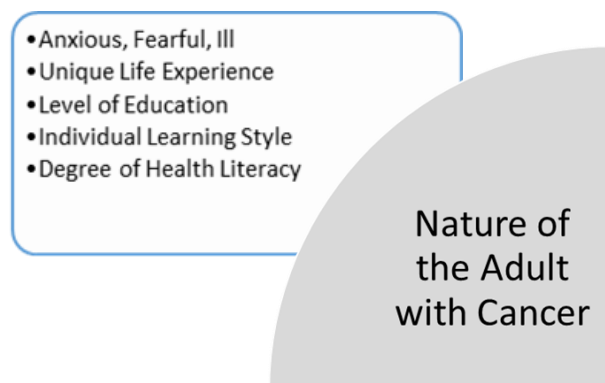 •Anxious, Fearful, Ill
•Unique Life Experience
•Level of Education
•Individual Learning Style
•Degree of Health Literacy
Nature of
the Adult
with Cancer